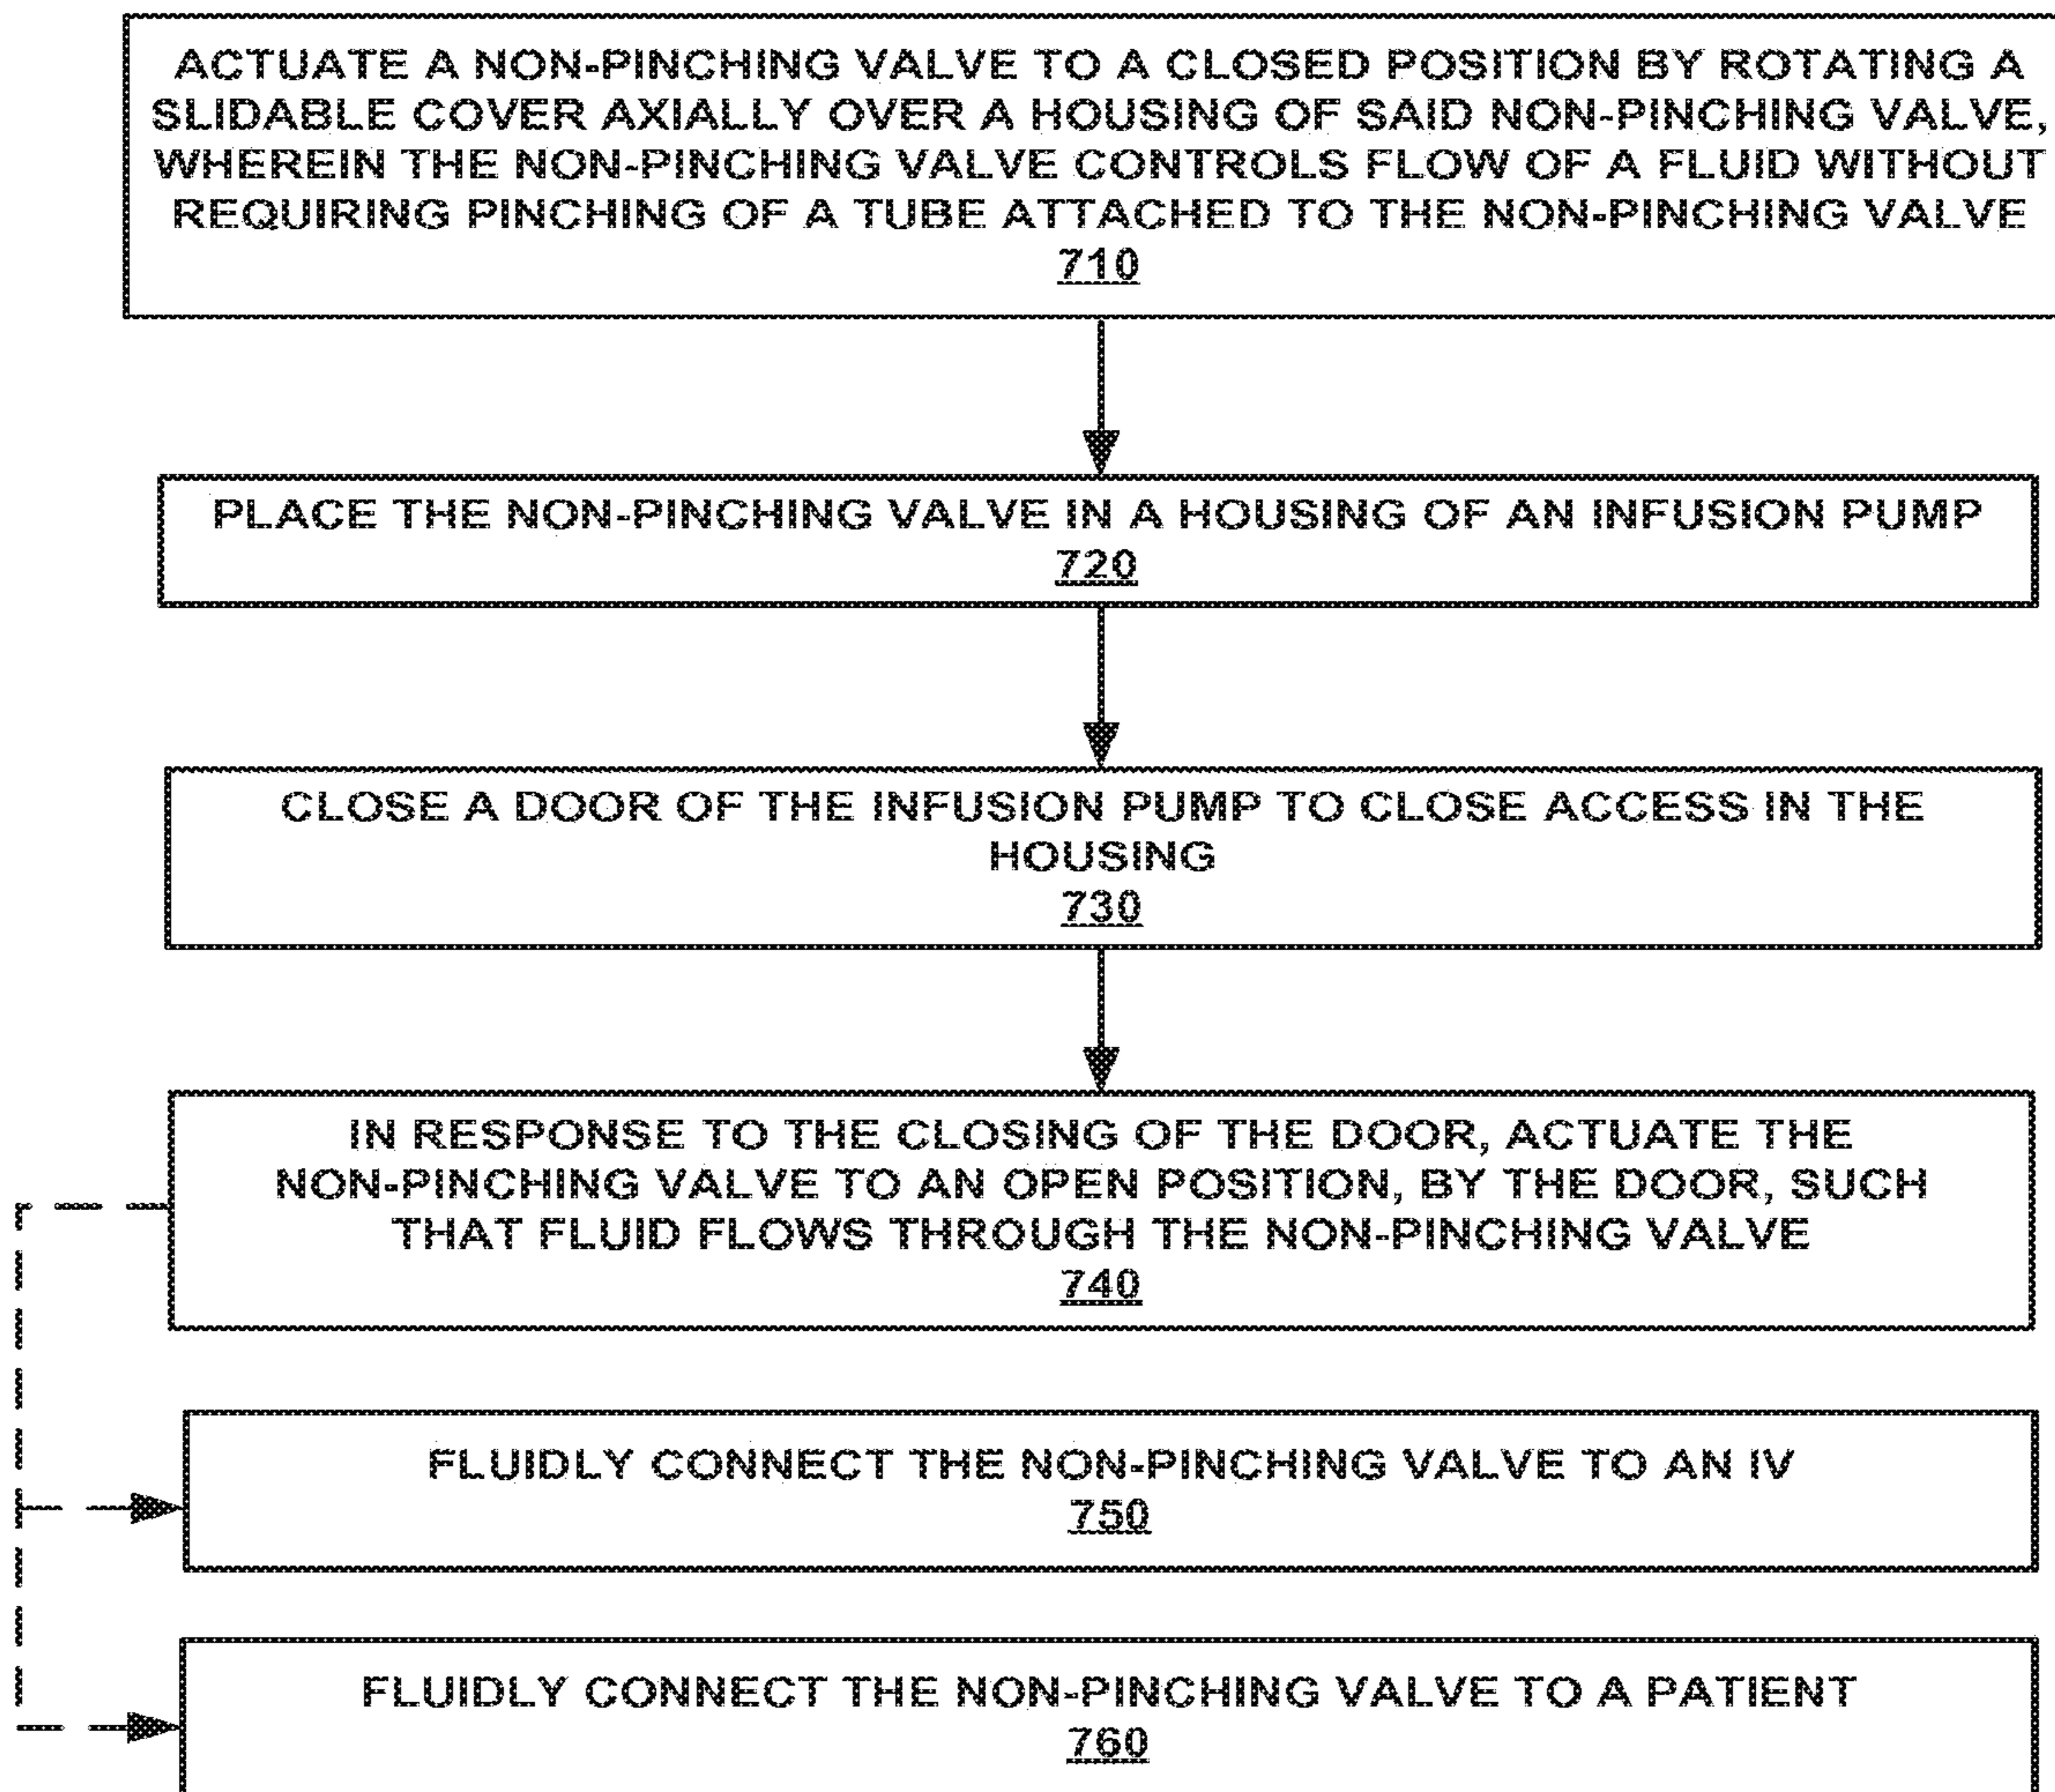 ACTUATE A NON-PINCHING VALVE TO A CLOSED POSITION BY ROTATING A
SLIDABLE COVER AXIALLY OVER A HOUSING OF SAID NON-PINCHING VALVE,
WHEREIN THE NON-PINCHING VALVE CONTROLS FLOW OF A FLUID WITHOUT
REQUIRING PINCHING OF A TUBE ATTACHED TO THE NON-PINCHING VALVE
710
PLACE THE NON-PINCHING VALVE IN A HOUSING OF AN INFUSION PUMP
720
CLOSE A DOOR OF THE INFUSION PUMP TO CLOSE ACCESS IN THE
HOUSING
730
IN RESPONSE TO THE CLOSING OF THE DOOR, ACTUATE THE
NON-PINCHING VALVE TO AN OPEN POSITION, BY THE DOOR, SUCH
THAT FLUID FLOWS THROUGH THE NON-PINCHING VALVE
740
FLUIDLY CONNECT THE NON-PINCHING VALVE TO AN IV
750
FLUIDLY CONNECT THE NON-PINCHING VALVE TO A PATIENT
760